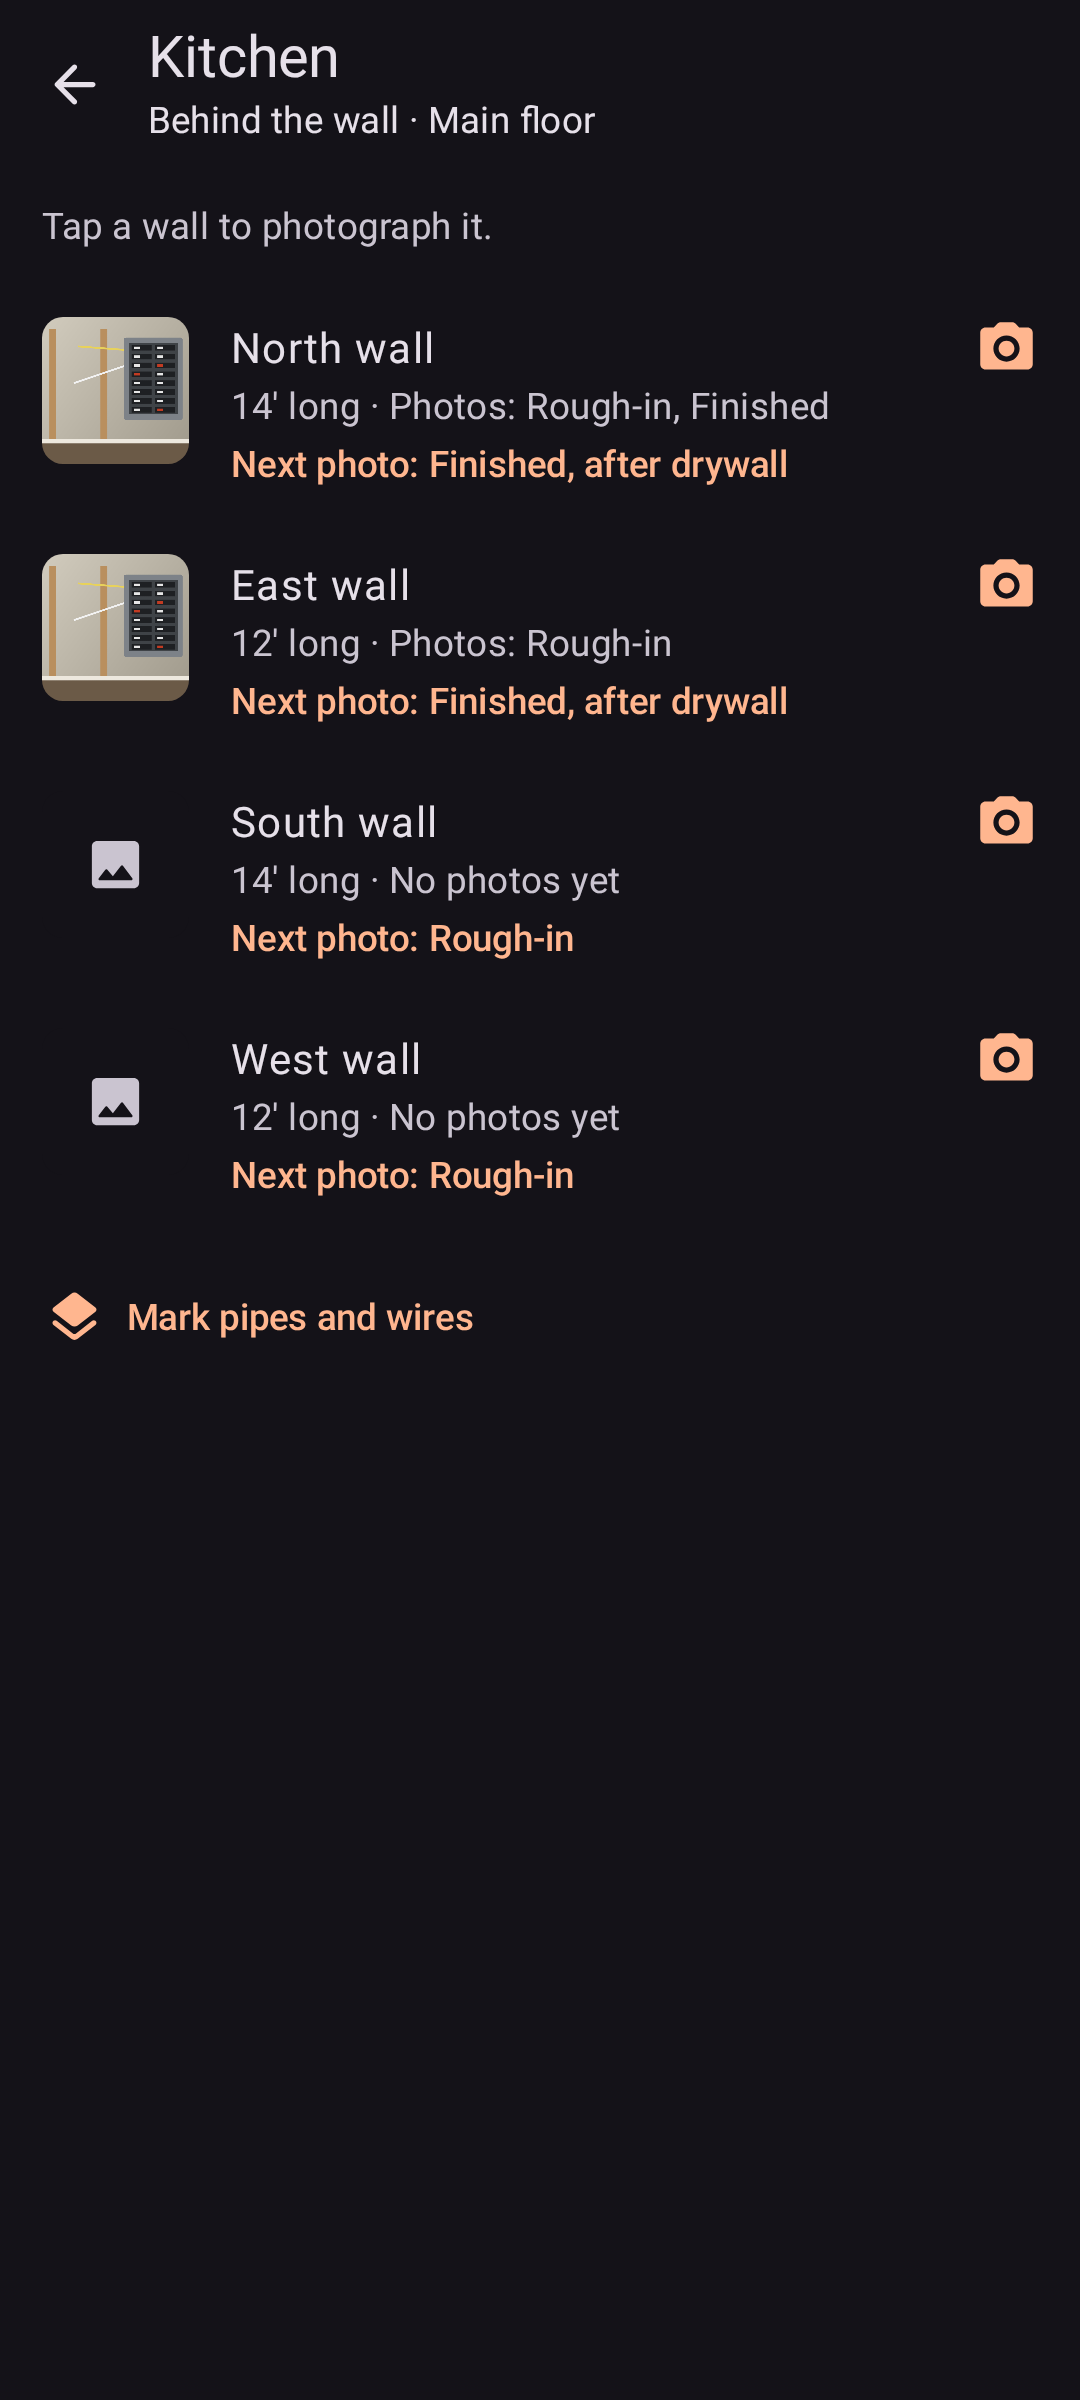 Kitchen
Behind the wall · Main floor
Tap a wall to photograph it.
North wall
14' long · Photos: Rough-in, Finished
Next photo: Finished, after drywall
East wall
12' long · Photos: Rough-in
Next photo: Finished, after drywall
South wall
14' long · No photos yet
Next photo: Rough-in
West wall
12' long · No photos yet
Next photo: Rough-in
Mark pipes and wires